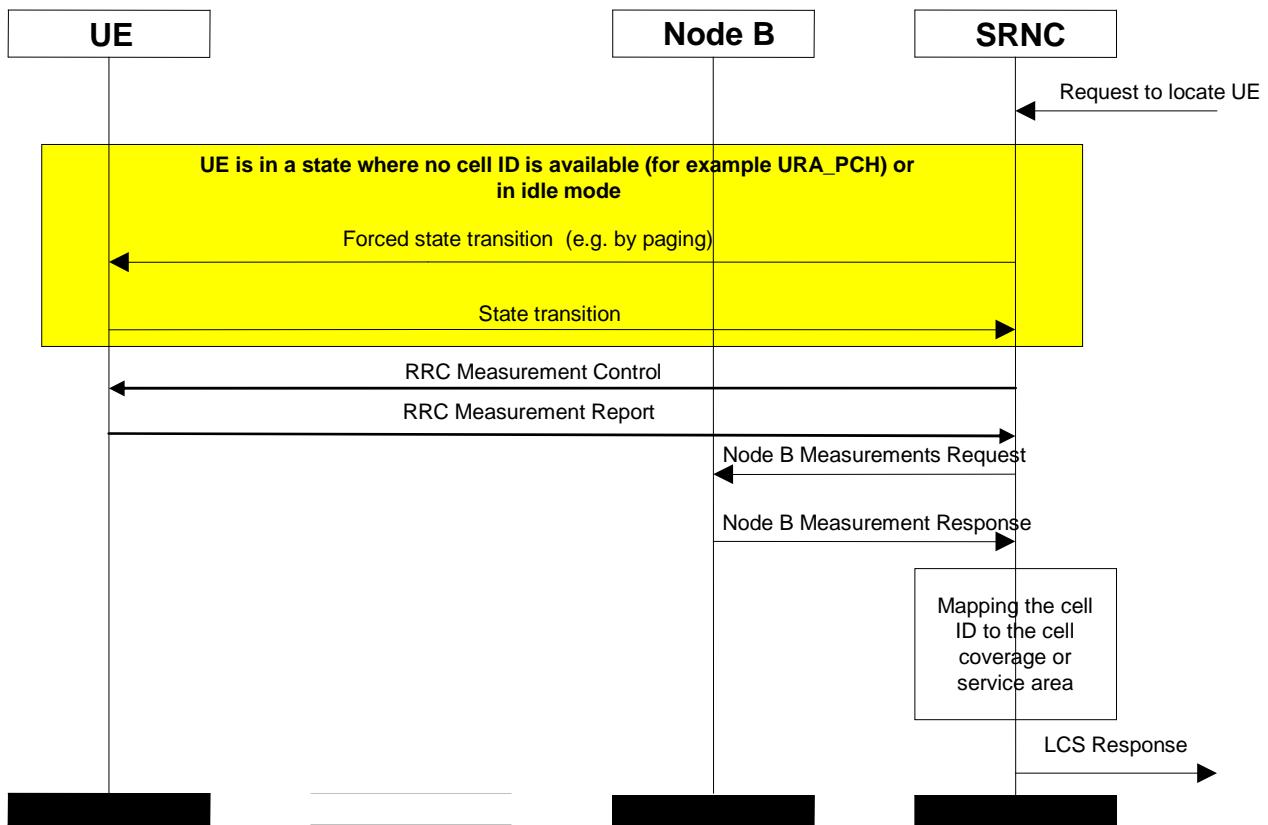 UE
Node B
SRNC
Request to locate UE
UE is in a state where no cell ID is available (for example URA_PCH) or
in idle mode
Forced state transition (e.g. by paging)
State transition
RRC Measurement Control
RRC Measurement Report
Node B Measurements Request
Node B Measurement Response
Mapping the cell
ID to the cell
coverage or
service area
LCS Response